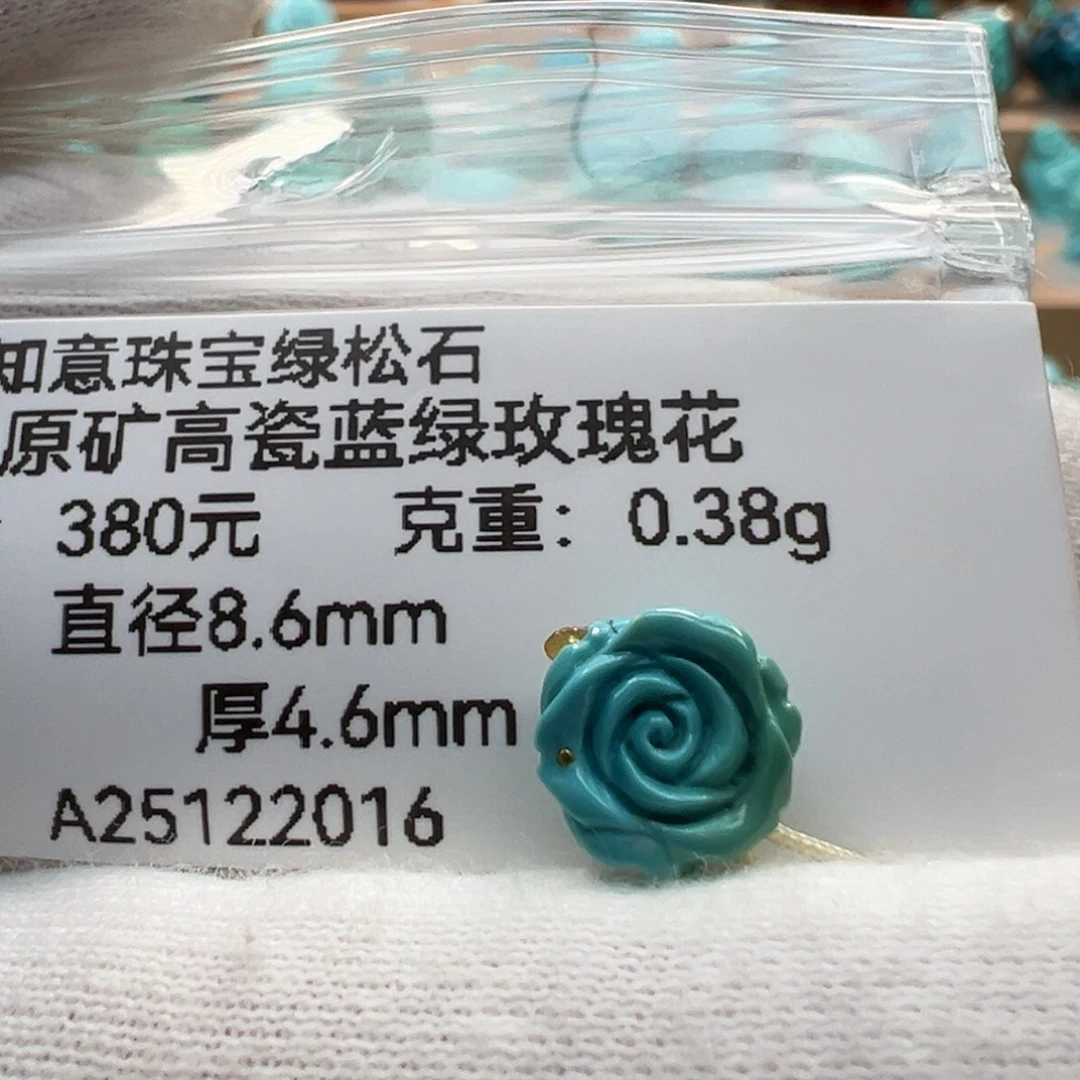 知意珠宝绿松石
原矿高瓷蓝绿玫瑰花
380元 克重：0.38g
直径8.6mm
厚4.6mm
A25122016